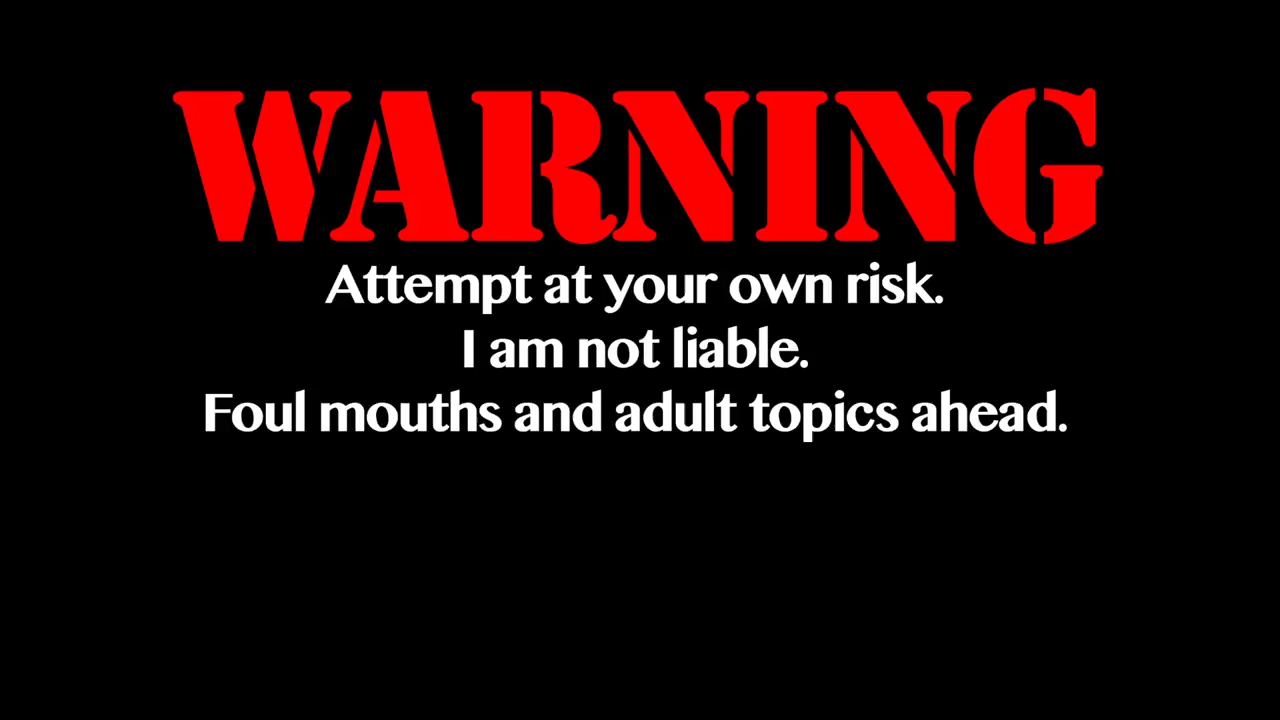 WARNING
Attempt at your own risk.
I am not liable.
Foul mouths and adult topics ahead.